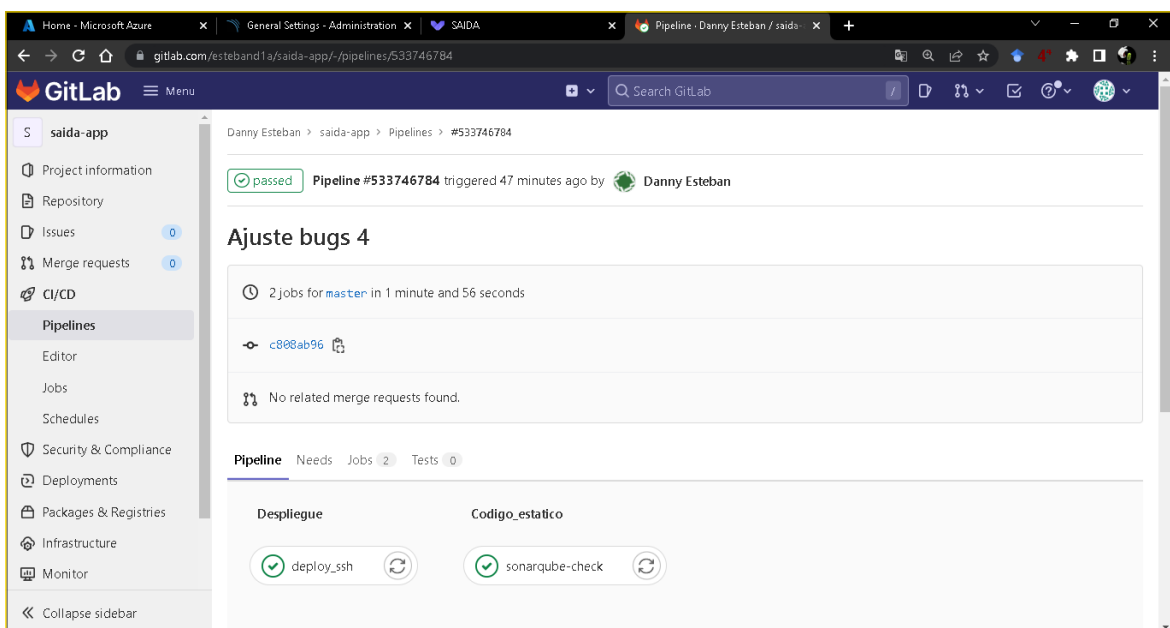 Home - Microsoft Azure
General Settings - Administration
SAIDA
Pipeline · Danny Esteban / saida-
gitlab.com/esteband1a/saida-app/-/pipelines/533746784
4°
GitLab
Menu
Search GitLab
/
S saida-app
Project information
Repository
Issues 0
Merge requests 0
CI/CD
Pipelines
Editor
Jobs
Schedules
Security & Compliance
Deployments
Packages & Registries
Infrastructure
Monitor
Collapse sidebar
Danny Esteban > saida-app > Pipelines > #533746784
passed Pipeline #533746784 triggered 47 minutes ago by Danny Esteban
Ajuste bugs 4
2 jobs for master in 1 minute and 56 seconds
c808ab96
No related merge requests found.
Pipeline Needs Jobs 2 Tests 0
Despliegue Codigo_estatico
deploy_ssh sonarqube-check